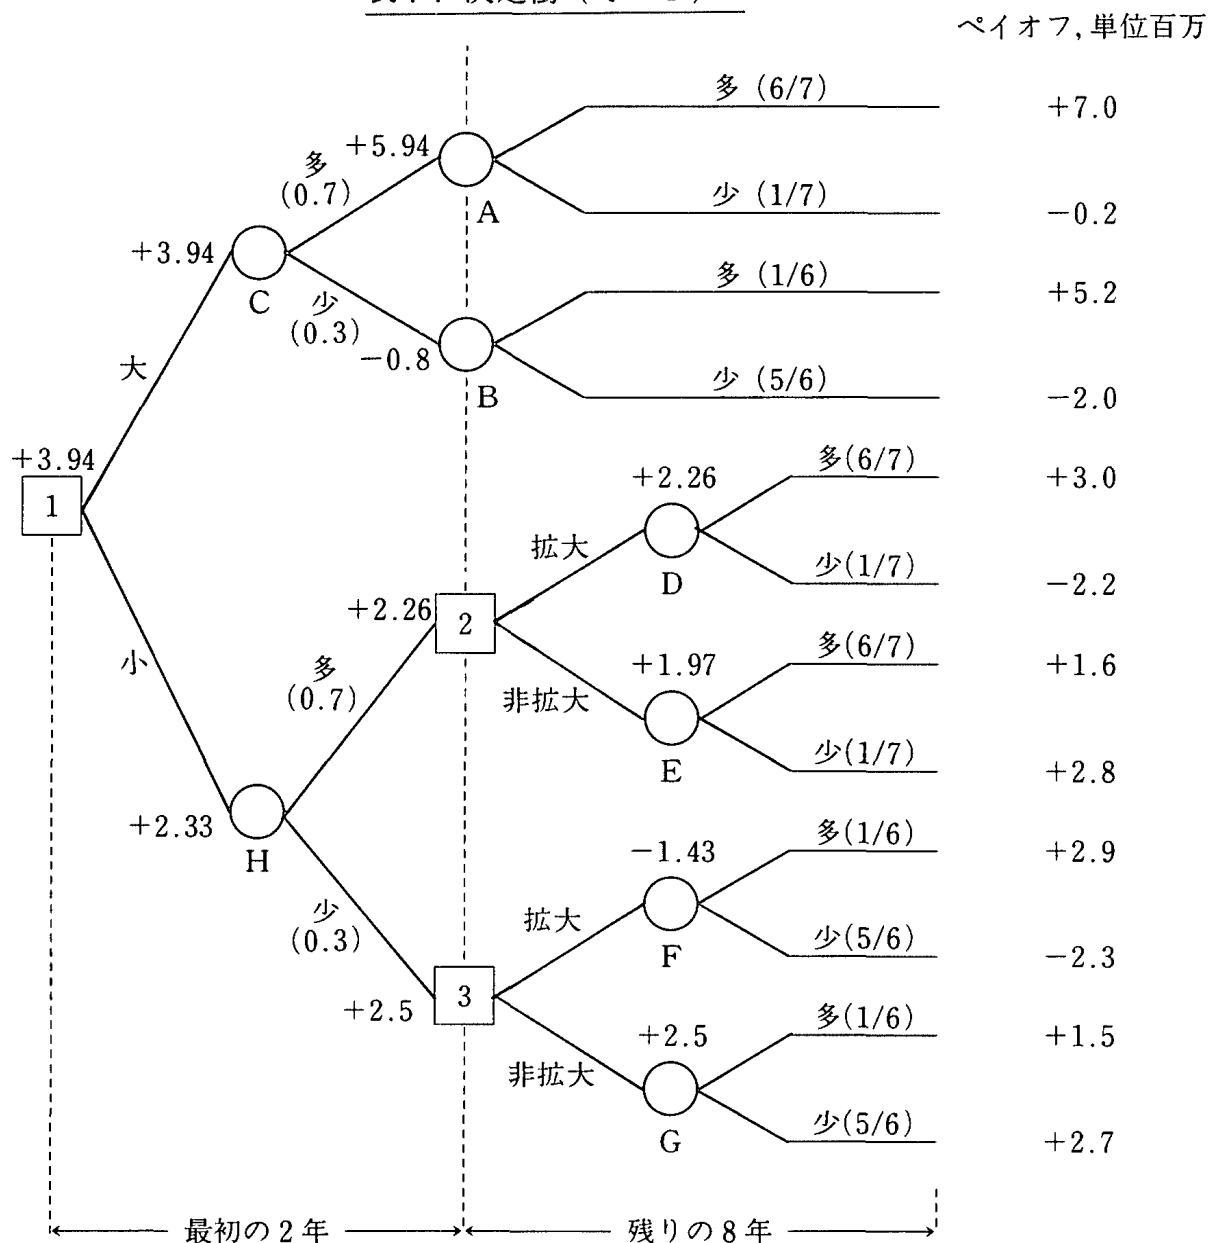 ペイオフ, 単位百万
多 (6/7)
+7.0
+5.94
多
(0.7)
少 (1/7)
-0.2
A
+3.94
多 (1/6)
+5.2
C
少
(0.3)
-0.8
大
少 (5/6)
-2.0
B
+3.94
多(6/7)
+3.0
+2.26
1
拡大
少(1/7)
-2.2
D
+2.26
2
小
多
(0.7)
多(6/7)
+1.6
+1.97
非拡大
少(1/7)
+2.8
E
+2.33
多(1/6)
+2.9
-1.43
H
少
(0.3)
拡大
少(5/6)
-2.3
F
3
+2.5
多(1/6)
+1.5
+2.5
非拡大
少(5/6)
+2.7
G
最初の2年
残りの8年